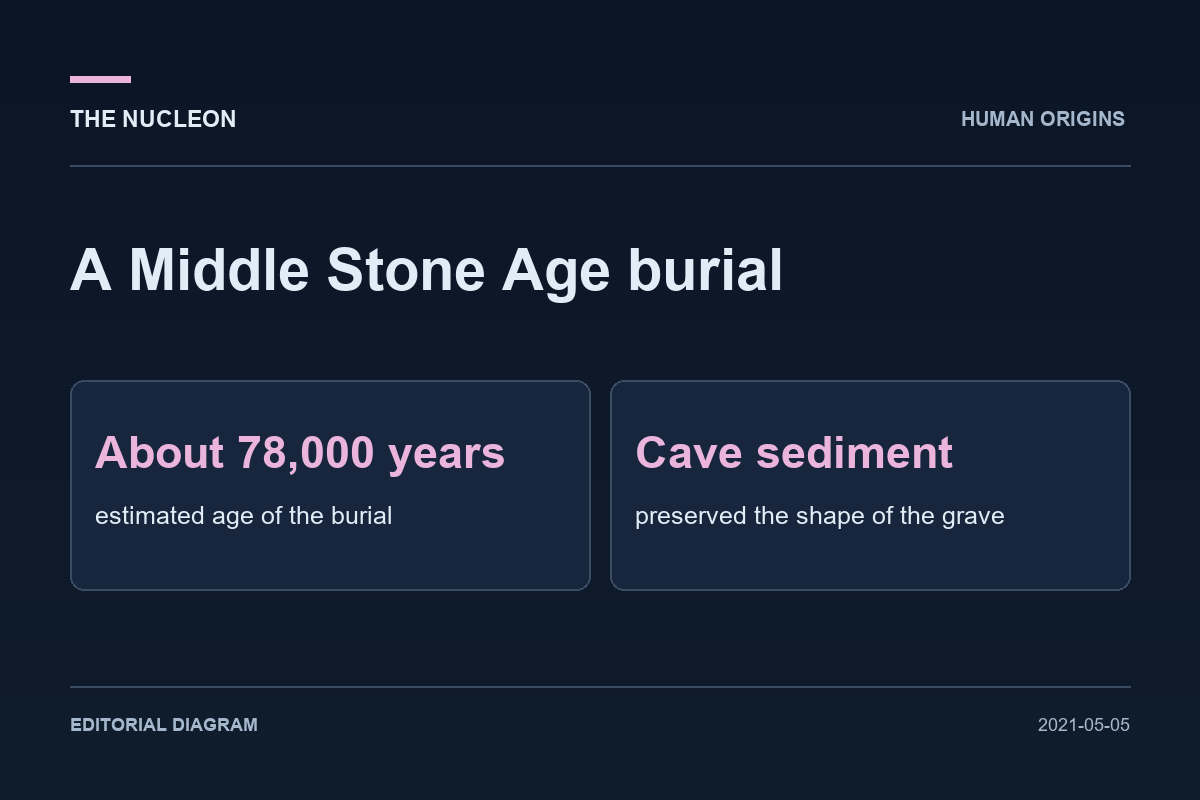 THE NUCLEON
HUMAN ORIGINS
A Middle Stone Age burial
About 78,000 years
estimated age of the burial
Cave sediment
preserved the shape of the grave
EDITORIAL DIAGRAM
2021-05-05